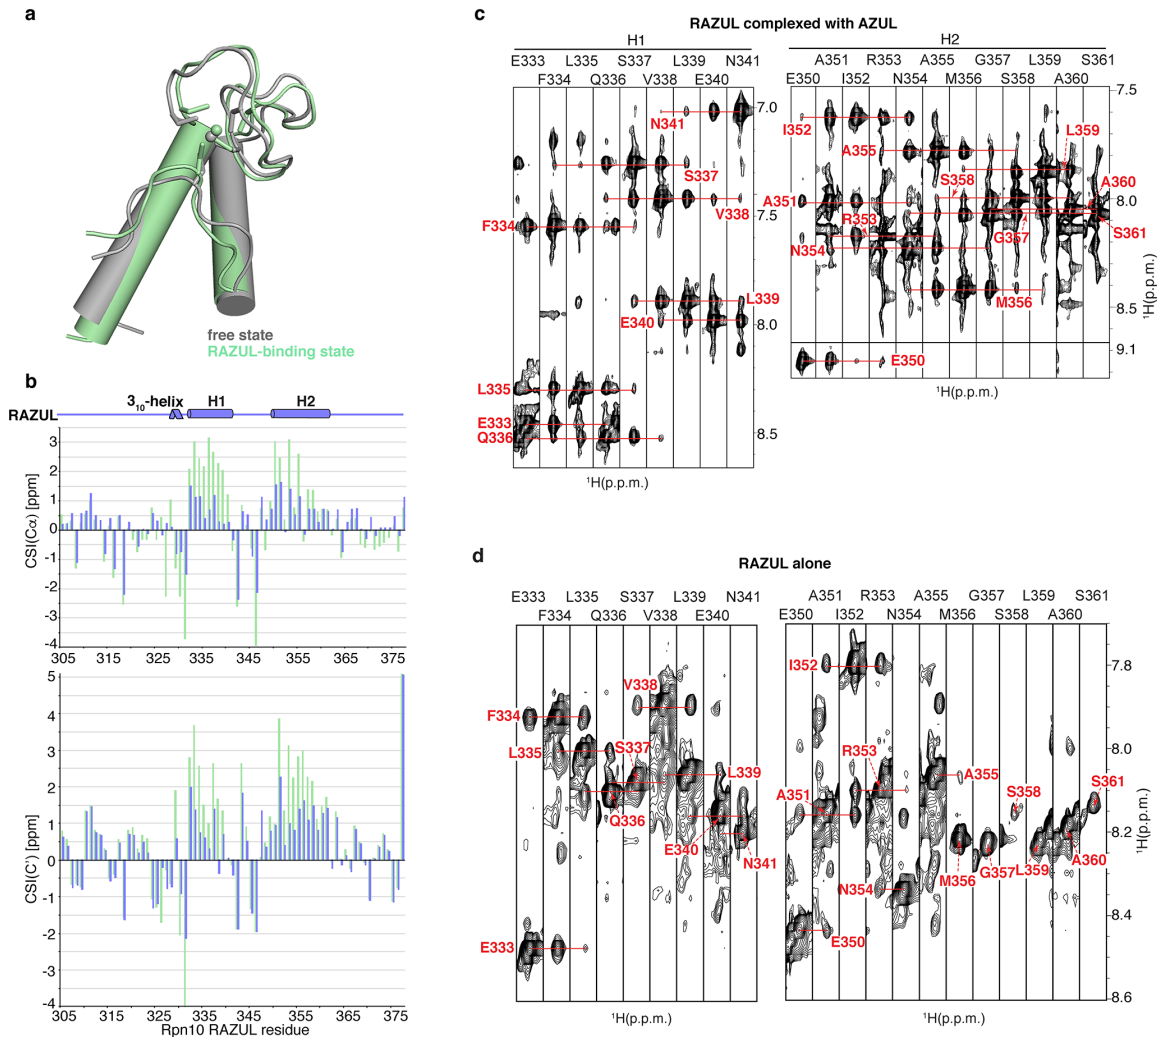 a
free state
RAZUL-binding state
b
RAZUL
3₁₀-helix
H1
H2
CSI(Cα) [ppm]
3
2
1
0
-1
-2
-3
-4
305 315 325 335 345 355 365 375
CSI(C') [ppm]
5
4
3
2
1
0
-1
-2
-3
-4
305 315 325 335 345 355 365 375
Rpn10 RAZUL residue
c
RAZUL complexed with AZUL
H1
E333 L335 S337 L339 N341
F334 Q336 V338 E340
N341
S337
V338
F334
L339
E340
L335
E333
Q336
7.0
7.5
8.0
8.5
¹H(p.p.m.)
H2
A351 R353 A355 G357 L359 S361
E350 I352 N354 M356 S358 A360
I352
L359
A355
S358
A360
A351
R353
S361
G357
N354
M356
E350
7.5
8.0
8.5
9.1
¹H(p.p.m.)
¹H(p.p.m.)
d
RAZUL alone
E333 L335 S337 L339 N341
F334 Q336 V338 E340
V338
F334
S337
L335
L339
Q336
E340
N341
E333
¹H(p.p.m.)
A351 R353 A355 G357 L359 S361
E350 I352 N354 M356 S358 A360
I352
R353
A355
S358
S361
A351
M356
G357
L359
A360
N354
E350
7.8
8.0
8.2
8.4
8.6
¹H(p.p.m.)
¹H(p.p.m.)